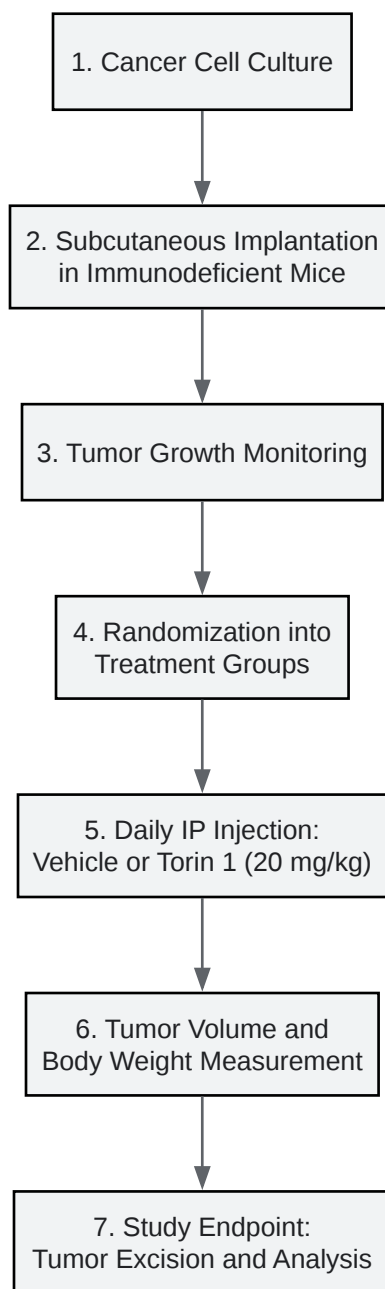 1. Cancer Cell Culture
2. Subcutaneous Implantation
in Immunodeficient Mice
3. Tumor Growth Monitoring
4. Randomization into
Treatment Groups
5. Daily IP Injection:
Vehicle or Torin 1 (20 mg/kg)
6. Tumor Volume and
Body Weight Measurement
7. Study Endpoint:
Tumor Excision and Analysis